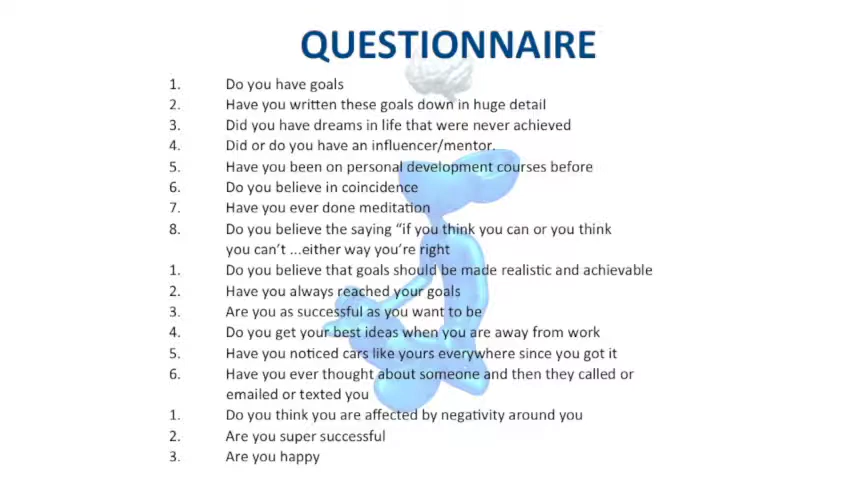 QUESTIONNAIRE
1. Do you have goals
2. Have you written these goals down in huge detail
3. Did you have dreams in life that were never achieved
4. Did or do you have an influencer/mentor.
5. Have you been on personal development courses before
6. Do you believe in coincidence
7. Have you ever done meditation
8. Do you believe the saying “if you think you can or you think
you can’t ...either way you’re right
1. Do you believe that goals should be made realistic and achievable
2. Have you always reached your goals
3. Are you as successful as you want to be
4. Do you get your best ideas when you are away from work
5. Have you noticed cars like yours everywhere since you got it
6. Have you ever thought about someone and then they called or
emailed or texted you
1. Do you think you are affected by negativity around you
2. Are you super successful
3. Are you happy